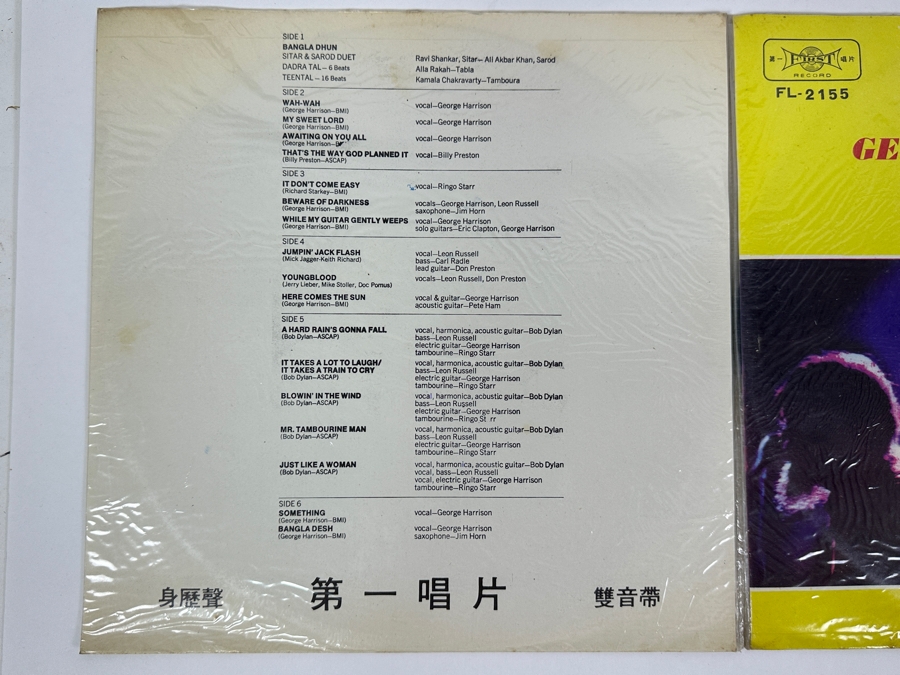 SIDE 1
BANGLA DHUN
SITAR & SAROD DUET Ravi Shankar, Sitar—Ali Akbar Khan, Sarod
DADRA TAL—6 Beats Alla Rakah—Tabla
TEENTAL—16 Beats Kamala Chakravarty—Tamboura
SIDE 2
WAH-WAH vocal—George Harrison
(George Harrison—BMI)
MY SWEET LORD vocal—George Harrison
(George Harrison—BMI)
AWAITING ON YOU ALL vocal—George Harrison
(George Harrison—
THAT'S THE WAY GOD PLANNED IT vocal—Billy Preston
(Billy Preston—ASCAP)
SIDE 3
IT DON'T COME EASY vocal—Ringo Starr
(Richard Starkey—BMI)
BEWARE OF DARKNESS vocals—George Harrison, Leon Russell
(George Harrison—BMI) saxophone—Jim Horn
WHILE MY GUITAR GENTLY WEEPS vocal—George Harrison
(George Harrison—BMI) solo guitars—Eric Clapton, George Harrison
SIDE 4
JUMPIN' JACK FLASH vocal—Leon Russell
(Mick Jagger-Keith Richard) bass—Carl Radle
lead guitar—Don Preston
YOUNGBLOOD vocals—Leon Russell, Don Preston
(Jerry Lieber, Mike Stoller, Doc Pomus)
HERE COMES THE SUN vocal & guitar—George Harrison
(George Harrison—BMI) acoustic guitar—Pete Ham
SIDE 5
A HARD RAIN'S GONNA FALL vocal, harmonica, acoustic guitar—Bob Dylan
(Bob Dylan—ASCAP) bass—Leon Russell
electric guitar—George Harrison
tambourine—Ringo Starr
IT TAKES A LOT TO LAUGH/ vocal, harmonica, acoustic guitar—Bob Dylan
IT TAKES A TRAIN TO CRY bass—Leon Russell
(Bob Dylan—ASCAP) electric guitar—George Harrison
tambourine—Ringo Starr
BLOWIN' IN THE WIND vocal, harmonica, acoustic guitar—Bob Dylan
(Bob Dylan—ASCAP) bass—Leon Russell
electric guitar—George Harrison
tambourine—Ringo St rr
MR. TAMBOURINE MAN vocal, harmonica, acoustic guitar—Bob Dylan
(Bob Dylan—ASCAP) bass—Leon Russell
electric guitar—George Harrison
tambourine—Ringo Starr
JUST LIKE A WOMAN vocal, harmonica, acoustic guitar—Bob Dylan
(Bob Dylan—ASCAP) vocal, bass—Leon Russell
vocal, electric guitar—George Harrison
tambourine—Ringo Starr
SIDE 6
SOMETHING vocal—George Harrison
(George Harrison—BMI)
BANGLA DESH vocal—George Harrison
(George Harrison—BMI) saxophone—Jim Horn
身歷聲 第一唱片 雙音帶
第一 FIRST 唱片
RECORD
FL-2155
GE